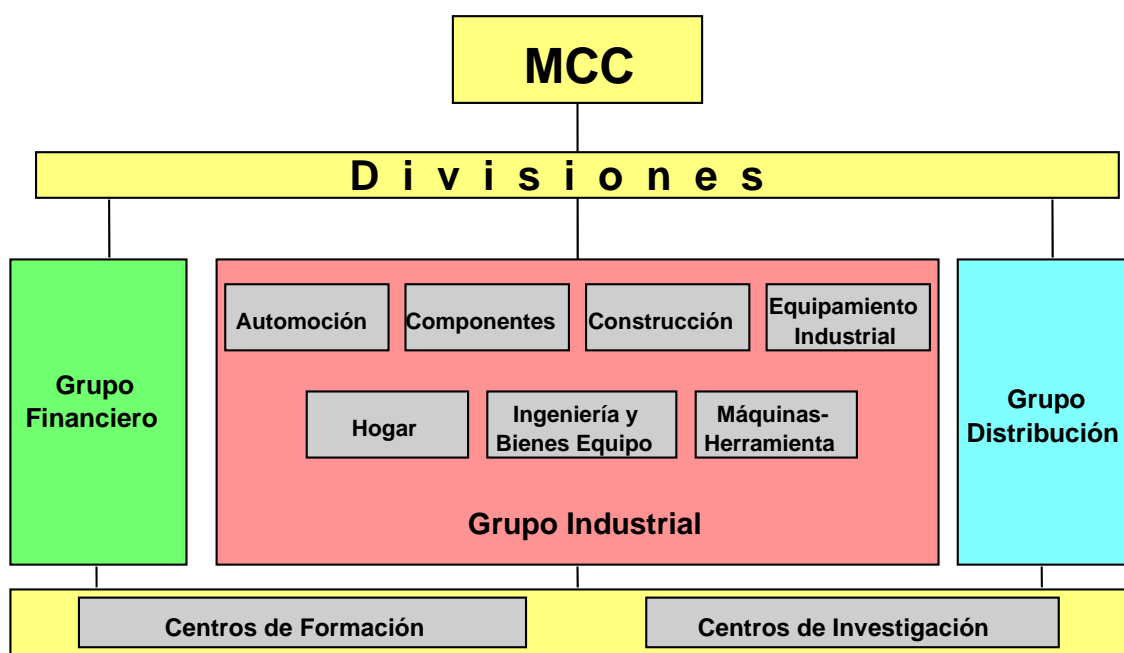 MCC
Divisiones
Automoción
Componentes
Construcción
Equipamiento
Industrial
Grupo
Financiero
Hogar
Ingeniería y
Bienes Equipo
Máquinas-
Herramienta
Grupo
Distribución
Grupo Industrial
Centros de Formación
Centros de Investigación